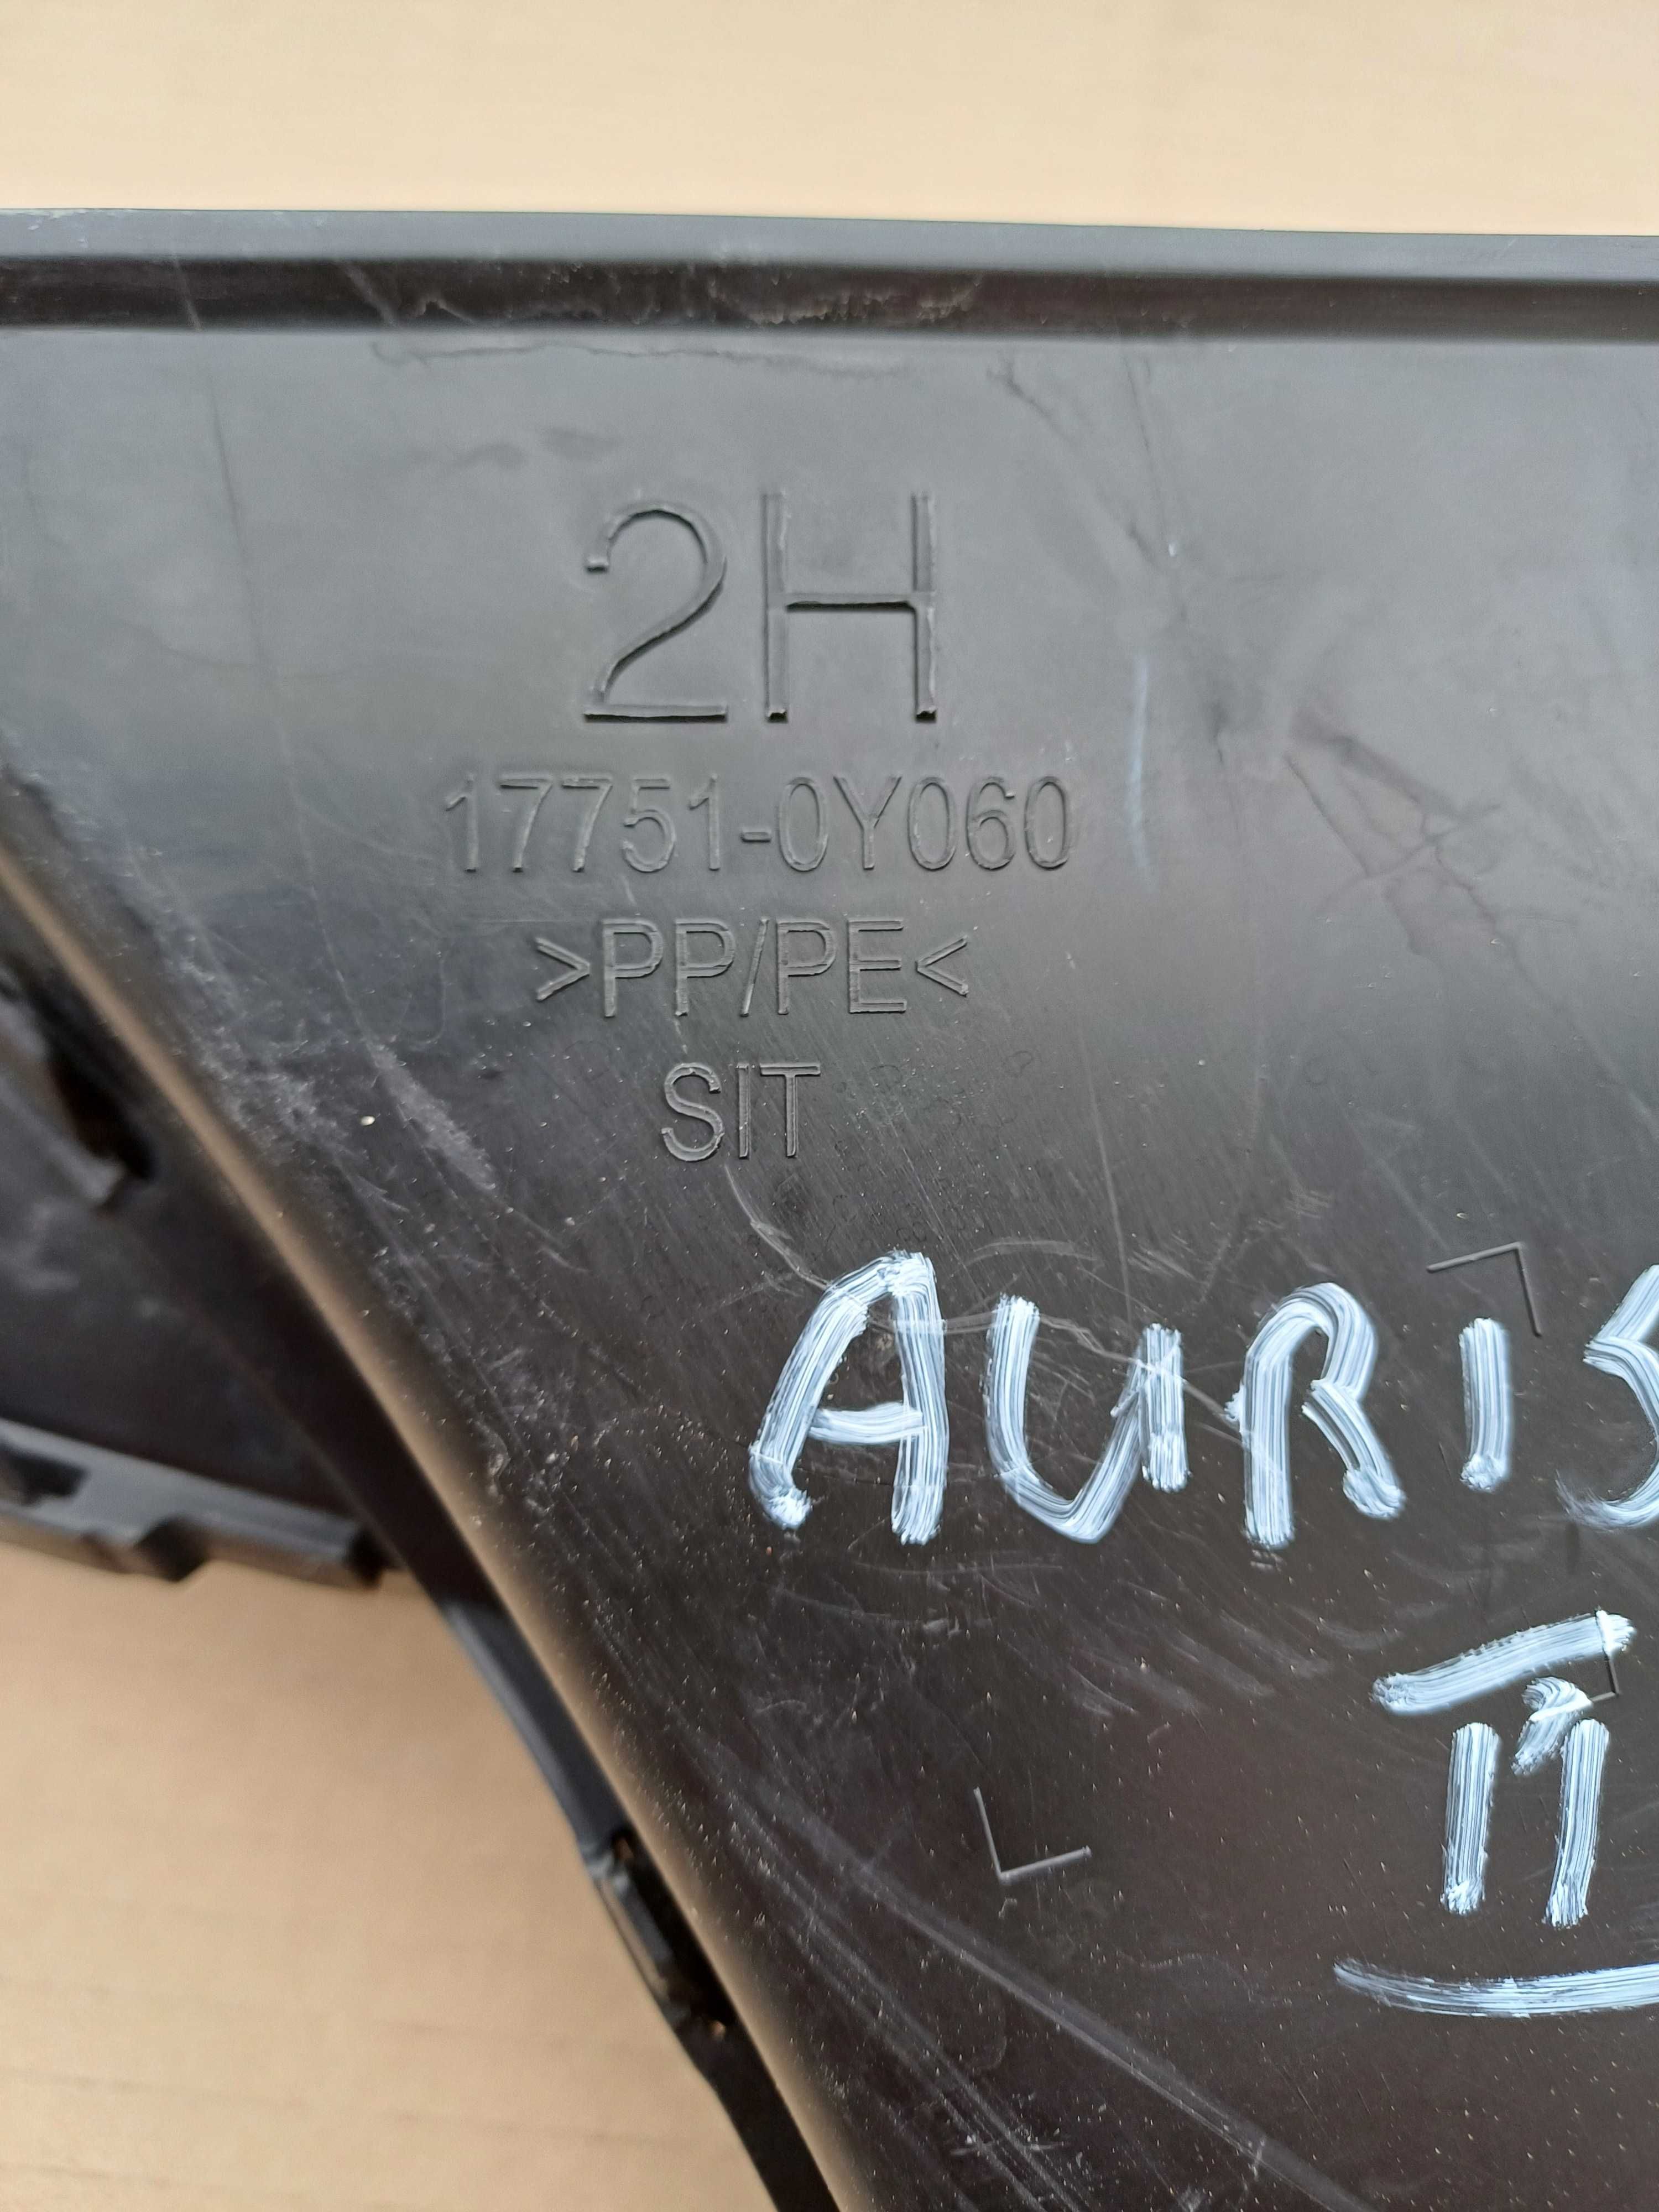 2H
17751-0Y060
>PP/PE<
SIT
AURIS
II